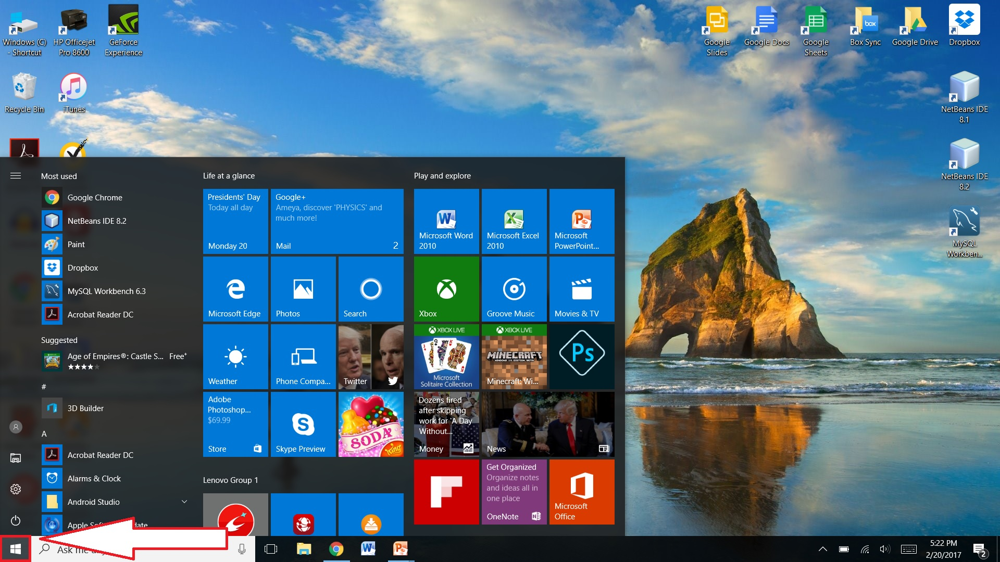 Windows (C)
- Shortcut
HP Officejet
Pro 8600
GeForce
Experience
Google
Slides
Google Docs
Google
Sheets
box
Box Sync
Google Drive
Dropbox
Recycle Bin
iTunes
NetBeans IDE
8.1
NetBeans IDE
8.2
MySQL
Workben...
Most used
Google Chrome
NetBeans IDE 8.2
Paint
Dropbox
MySQL Workbench 6.3
Acrobat Reader DC
Suggested
Age of Empires®: Castle S... Free+
#
3D Builder
A
Acrobat Reader DC
Alarms & Clock
Android Studio
Apple
Life at a glance
Presidents' Day
Today all day
Monday 20
Google+
Ameya, discover 'PHYSICS' and
much more!
Mail 2
Microsoft Edge
Photos
Search
Weather
Phone Compa...
Twitter
Adobe
Photoshop...
$69.99
Store
Skype Preview
SODA
King
Lenovo Group 1
Play and explore
Microsoft Word
2010
Microsoft Excel
2010
Microsoft
PowerPoint...
Xbox
Groove Music
Movies & TV
XBOX LIVE
Microsoft
Solitaire Collection
XBOX LIVE
MINECRAFT
WINDOWS 10 EDITION BETA
Minecraft: Wi...
Ps
Dozens fired
after skipping
work for 'A Day
Without...
Money
News
Get Organized
Organize notes
and ideas all in
one place
OneNote
Microsoft
Office
Ask me
5:22 PM
2/20/2017
2